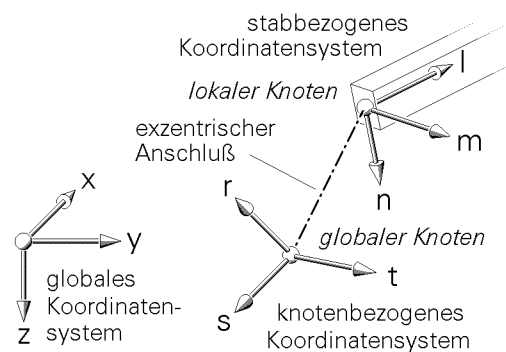 stabbezogenes
Koordinatensystem
l
lokaler Knoten
m
exzentrischer
Anschluß
n
x
r
y
globaler Knoten
t
globales
Koordinaten-
system
z
s
knotenbezogenes
Koordinatensystem